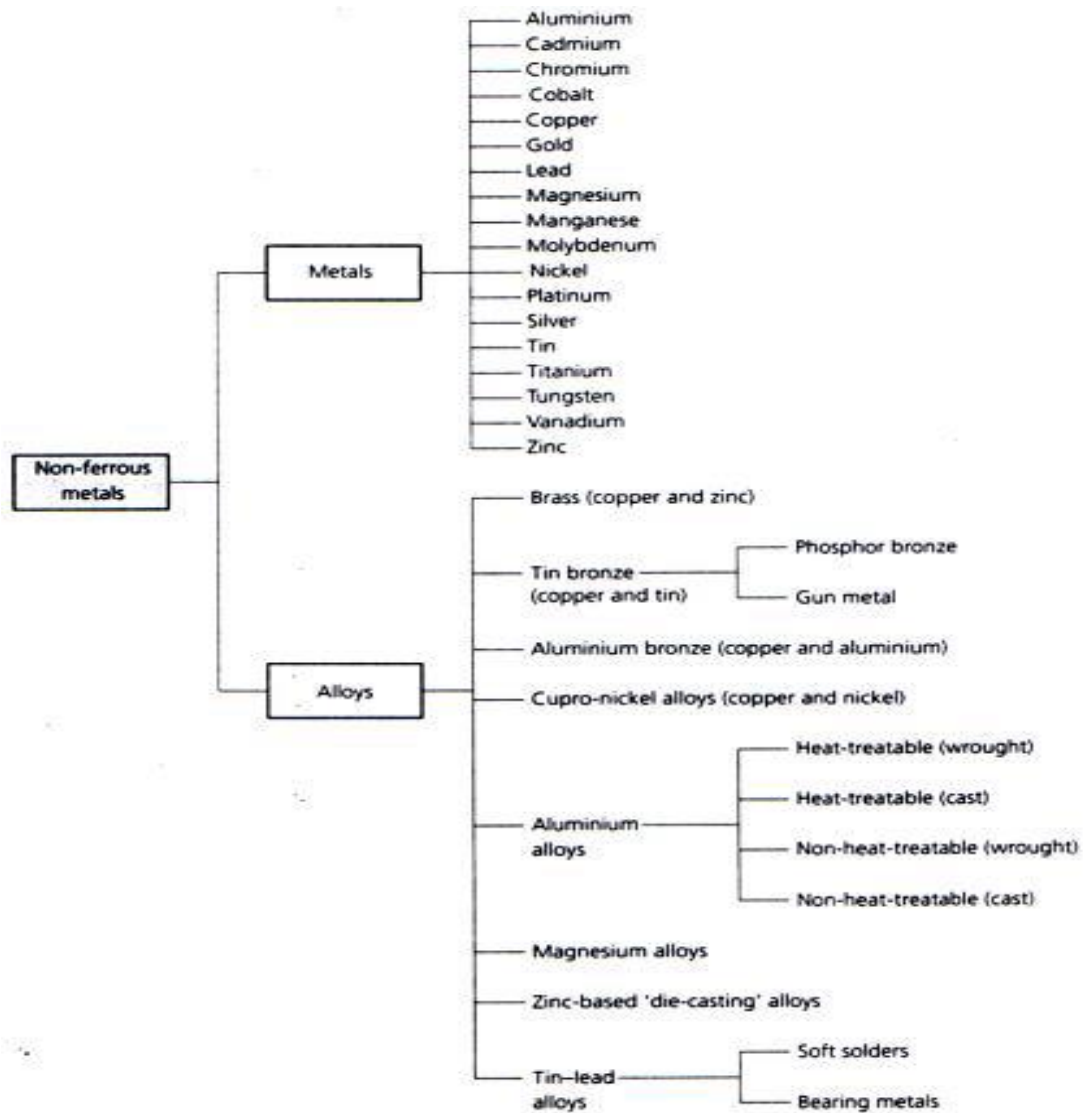 Aluminium
Cadmium
Chromium
Cobalt
Copper
Gold
Lead
Magnesium
Manganese
Molybdenum
Metals
Nickel
Platinum
Silver
Tin
Titanium
Tungsten
Vanadium
Zinc
Non-ferrous
metals
Brass (copper and zinc)
Phosphor bronze
Tin bronze
(copper and tin)
Gun metal
Aluminium bronze (copper and aluminium)
Alloys
Cupro-nickel alloys (copper and nickel)
Heat-treatable (wrought)
Heat-treatable (cast)
Aluminium
alloys
Non-heat-treatable (wrought)
Non-heat-treatable (cast)
Magnesium alloys
Zinc-based 'die-casting' alloys
Soft solders
Tin–lead
alloys
Bearing metals